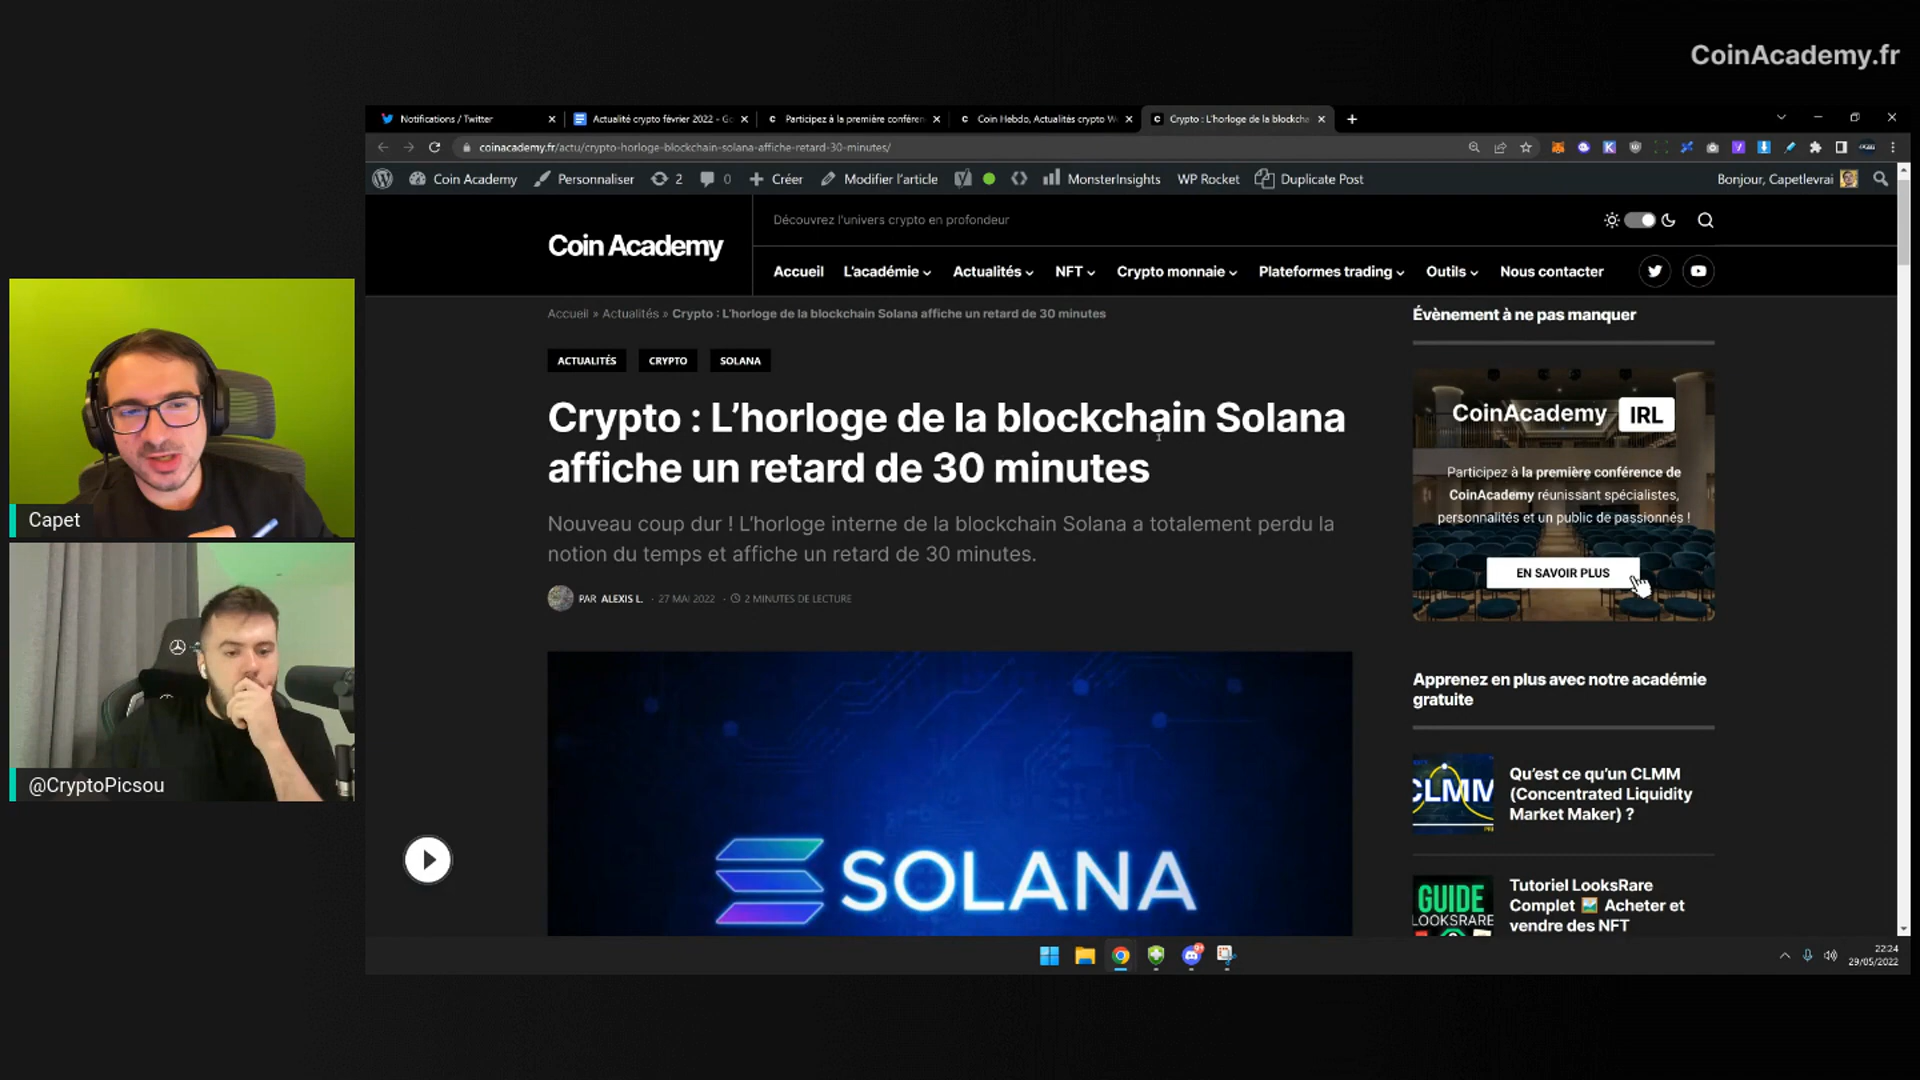 CoinAcademy.fr
Notifications / Twitter
Actualité crypto février 2022 - Go
Participez à la première conféren
Coin Hebdo, Actualités crypto W
Crypto : L'horloge de la blockcha
coinacademy.fr/actu/crypto-horloge-blockchain-solana-affiche-retard-30-minutes/
Coin Academy
Personnaliser
2
0
Créer
Modifier l'article
MonsterInsights
WP Rocket
Duplicate Post
Bonjour, Capetlevrai
Découvrez l'univers crypto en profondeur
Coin Academy
Accueil
L'académie
Actualités
NFT
Crypto monnaie
Plateformes trading
Outils
Nous contacter
Accueil » Actualités » Crypto : L'horloge de la blockchain Solana affiche un retard de 30 minutes
ACTUALITÉS
CRYPTO
SOLANA
Crypto : L'horloge de la blockchain Solana
affiche un retard de 30 minutes
Nouveau coup dur ! L'horloge interne de la blockchain Solana a totalement perdu la
notion du temps et affiche un retard de 30 minutes.
PAR ALEXIS L. · 27 MAI 2022 · 2 MINUTES DE LECTURE
SOLANA
Évènement à ne pas manquer
CoinAcademy IRL
Participez à la première conférence de
CoinAcademy réunissant spécialistes,
personnalités et un public de passionnés !
EN SAVOIR PLUS
Apprenez en plus avec notre académie
gratuite
CLMM
Qu'est ce qu'un CLMM
(Concentrated Liquidity
Market Maker) ?
GUIDE
LOOKSRARE
Tutoriel LooksRare
Complet Acheter et
vendre des NFT
Capet
@CryptoPicsou
22:24
29/05/2022